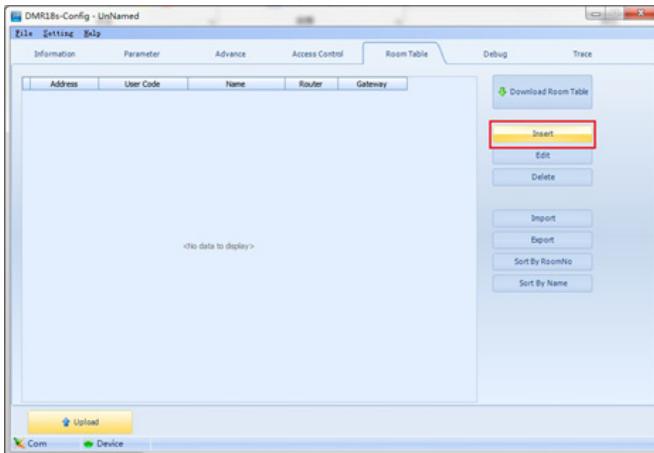 DMR18s-Config - UnNamed
File Setting Help
Information Parameter Advance Access Control Room Table Debug Trace
Address User Code Name Router Gateway
Download Room Table
Insert
Edit
Delete
<No data to display>
Import
Export
Sort By RoomNo
Sort By Name
Upload
Com Device